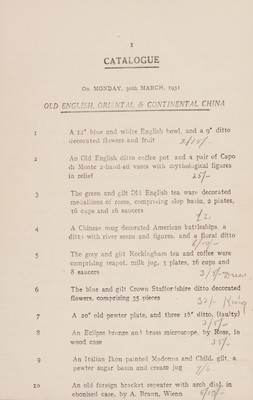 1
CATALOGUE
On MONDAY, 30th MARCH, 1931
OLD ENGLISH, ORIENTAL & CONTINENTAL CHINA
1 A 12" blue and white English bowl, and a 9" ditto
decorated flowers and fruit 2/15/-
2 An Old English ditto coffee pot and a pair of Capo
di Monte 2-handled vases with mythological figures
in relief 25/-
3 The green and gilt Old English tea ware decorated
medallions of roses, comprising slop basin, 2 plates,
16 cups and 16 saucers
£2
4 A Chinese mug decorated American battleships, a
ditto with river scene and figures, and a floral ditto
5 The grey and gilt Rockingham tea and coffee ware
comprising teapot, milk jug, 3 plates, 16 cups and
8 saucers
6 The blue and gilt Crown Staffordshire ditto decorated
flowers, comprising 35 pieces 32/- King
7 A 20" old pewter plate, and three 18" ditto, (faulty)
8 An Eclipse bronze and brass microscope, by Ross, in
wood case 35/-
9 An Italian Ikon painted Madonna and Child, gilt, a
pewter sugar basin and cream jug 7/6
10 An old foreign bracket repeater with arch dial, in
ebonised case, by A. Braun, Wienn